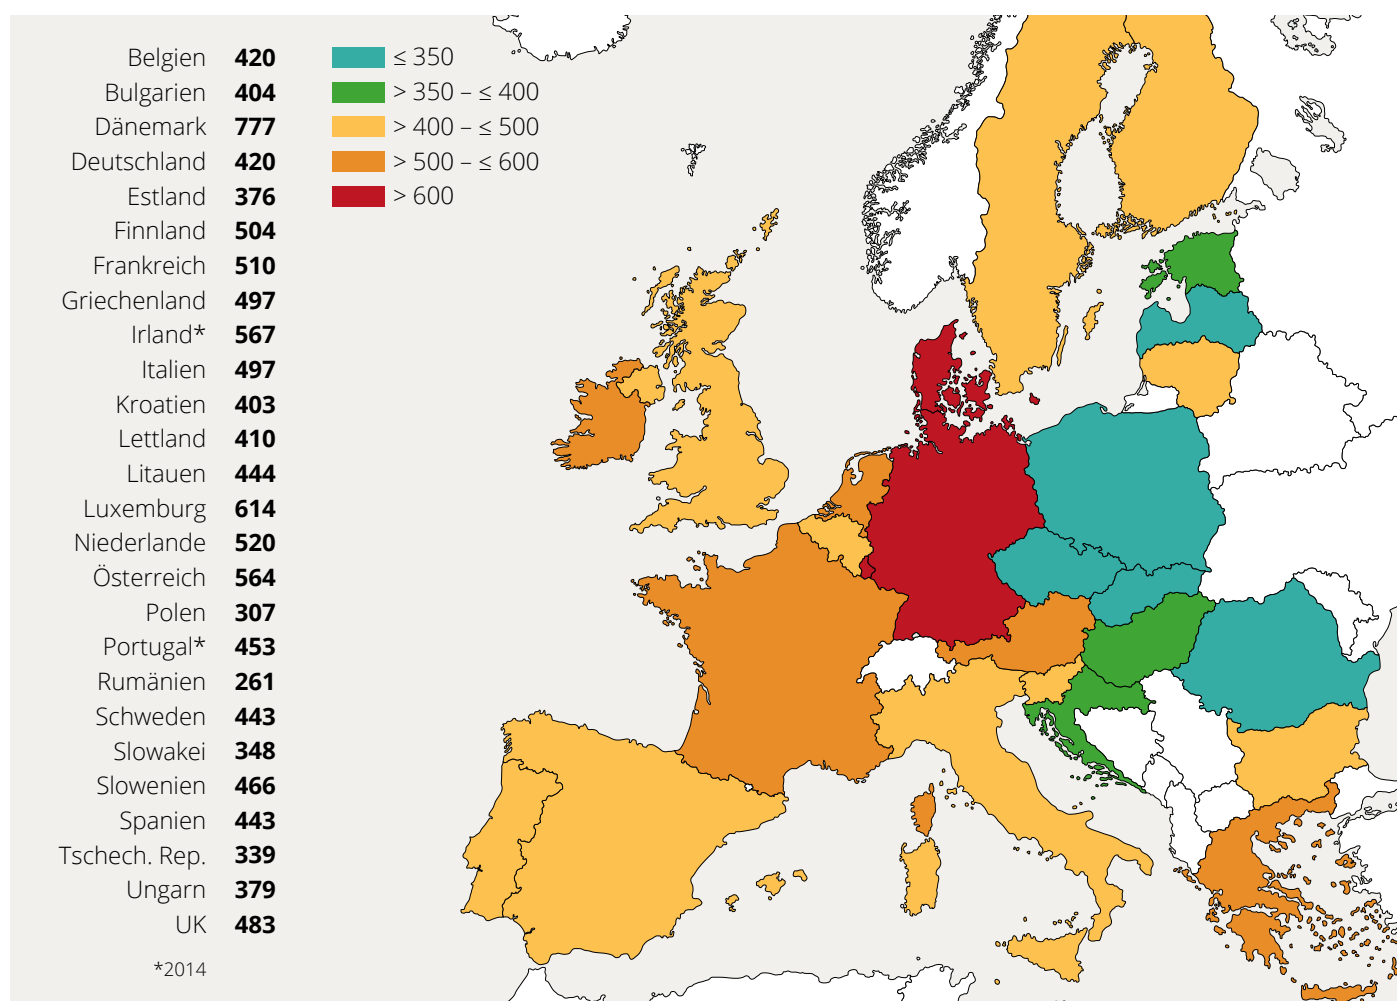 Belgien 420
Bulgarien 404
Dänemark 777
Deutschland 420
Estland 376
Finnland 504
Frankreich 510
Griechenland 497
Irland* 567
Italien 497
Kroatien 403
Lettland 410
Litauen 444
Luxemburg 614
Niederlande 520
Österreich 564
Polen 307
Portugal* 453
Rumänien 261
Schweden 443
Slowakei 348
Slowenien 466
Spanien 443
Tschech. Rep. 339
Ungarn 379
UK 483
*2014
≤ 350
> 350 – ≤ 400
> 400 – ≤ 500
> 500 – ≤ 600
> 600